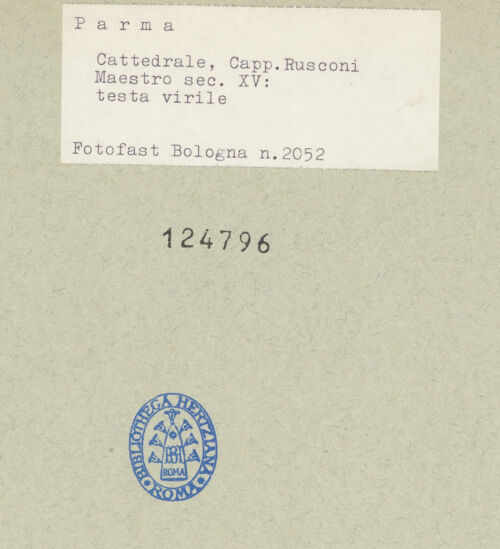 P a r m a
Cattedrale, Capp.Rusconi
Maestro sec. XV:
testa virile
Fotofast Bologna n.2052
124796
BIBLIOTHECA HERTZIANA
ROMA
ROMA